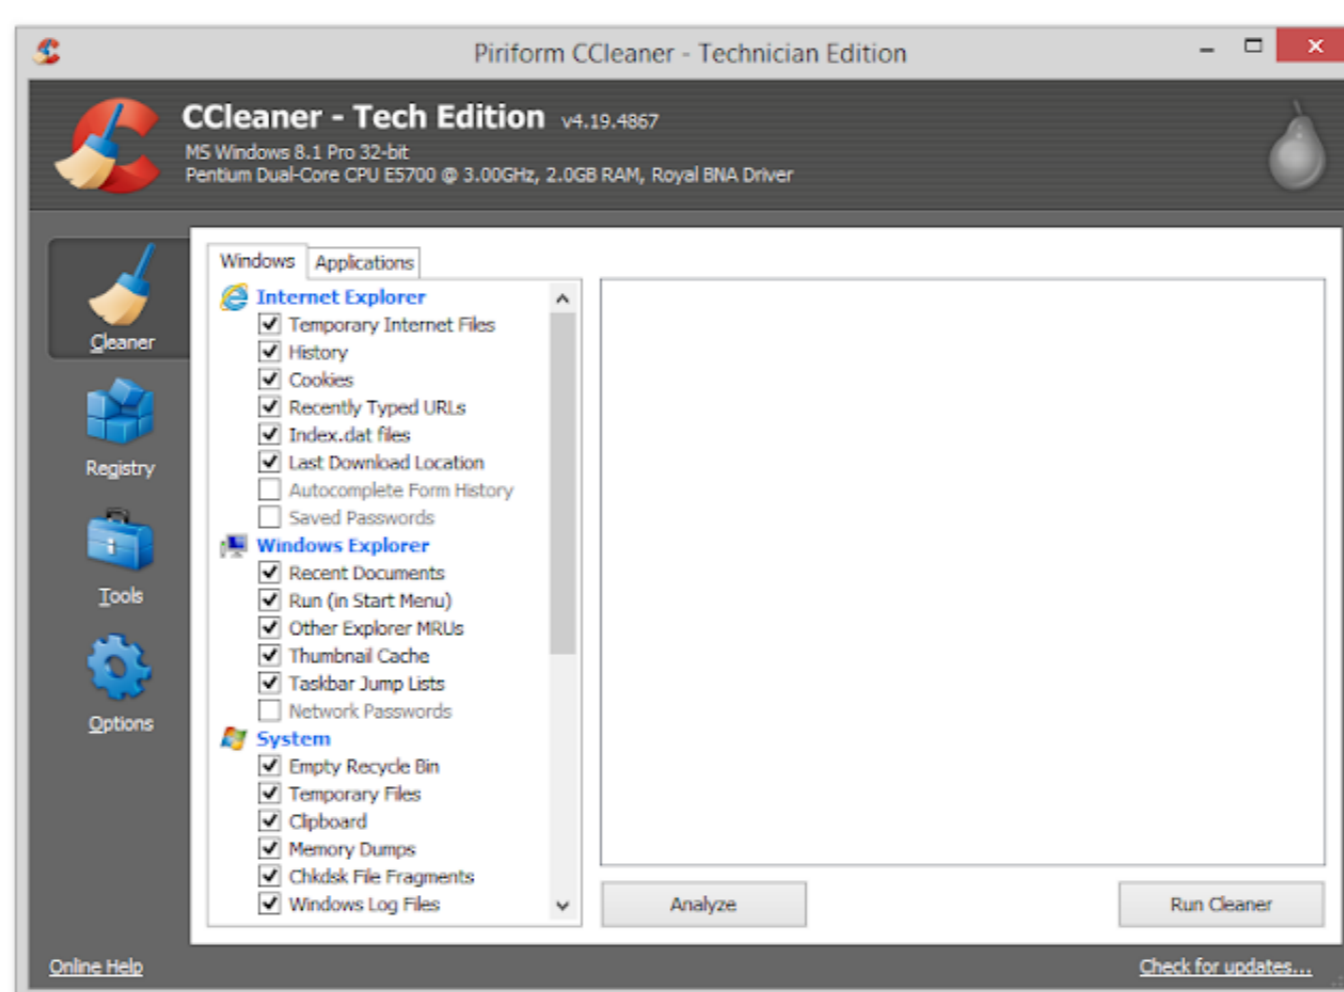 Piriform CCleaner - Technician Edition
CCleaner - Tech Edition v4.19.4867
MS Windows 8.1 Pro 32-bit
Pentium Dual-Core CPU E5700 @ 3.00GHz, 2.0GB RAM, Royal BNA Driver
Cleaner
Registry
Tools
Options
Windows Applications
Internet Explorer
Temporary Internet Files
History
Cookies
Recently Typed URLs
Index.dat files
Last Download Location
Autocomplete Form History
Saved Passwords
Windows Explorer
Recent Documents
Run (in Start Menu)
Other Explorer MRUs
Thumbnail Cache
Taskbar Jump Lists
Network Passwords
System
Empty Recycle Bin
Temporary Files
Clipboard
Memory Dumps
Chkdsk File Fragments
Windows Log Files
Analyze
Run Cleaner
Online Help
Check for updates...